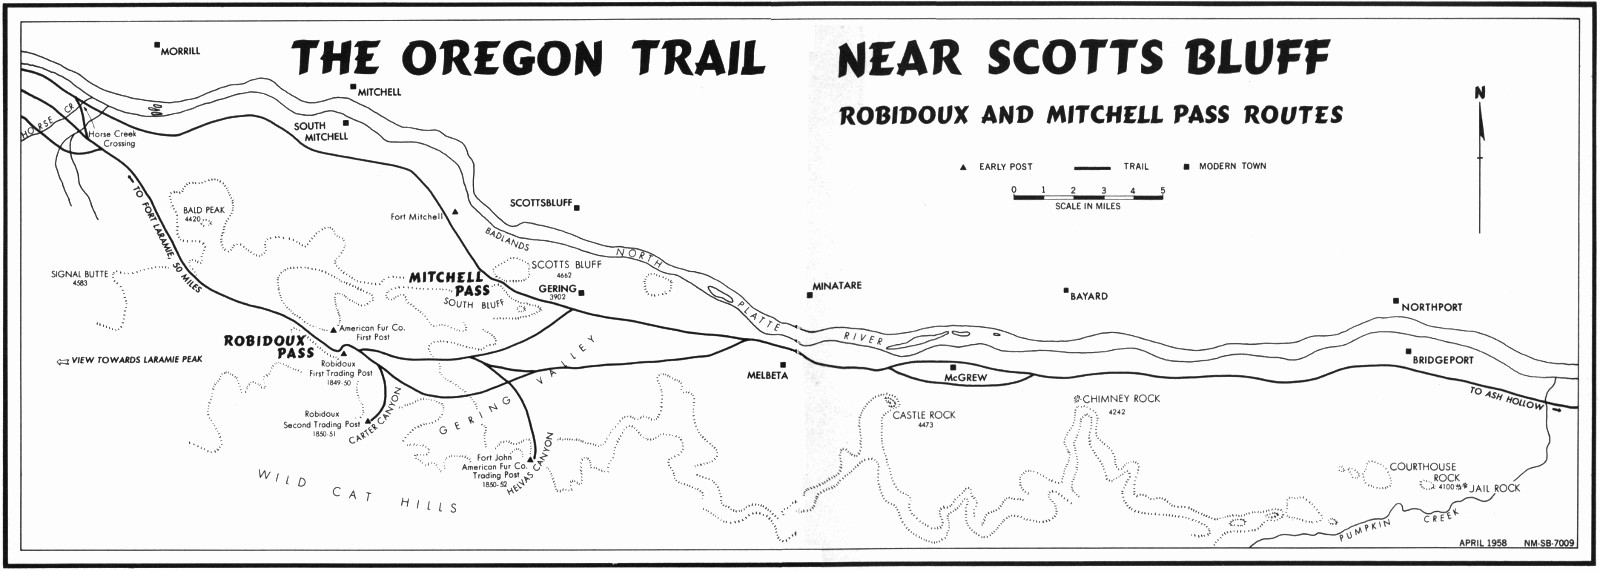 THE OREGON TRAIL NEAR SCOTTS BLUFF
ROBIDOUX AND MITCHELL PASS ROUTES
N
EARLY POST
TRAIL
MODERN TOWN
0 1 2 3 4 5
SCALE IN MILES
MORRILL
MITCHELL
SOUTH
MITCHELL
HORSE CR
Horse Creek
Crossing
TO FORT LARAMIE, 50 MILES
BALD PEAK
4420
Fort Mitchell
SCOTTSBLUFF
BADLANDS
NORTH PLATTE RIVER
SIGNAL BUTTE
4583
MITCHELL
PASS
SCOTTS BLUFF
4662
GERING
3902
SOUTH BLUFF
MINATARE
BAYARD
NORTHPORT
American Fur Co.
First Post
ROBIDOUX
PASS
VIEW TOWARDS LARAMIE PEAK
Robidoux
First Trading Post
1849-50
GERING VALLEY
MELBETA
McGREW
BRIDGEPORT
TO ASH HOLLOW
Robidoux
Second Trading Post
1850-51
CARTER CANYON
CASTLE ROCK
4473
CHIMNEY ROCK
4242
Fort John
American Fur Co.
Trading Post
1850-52
HELVAS CANYON
WILD CAT HILLS
COURTHOUSE
ROCK
4100
JAIL ROCK
PUMPKIN CREEK
APRIL 1958 NM-SB-7009